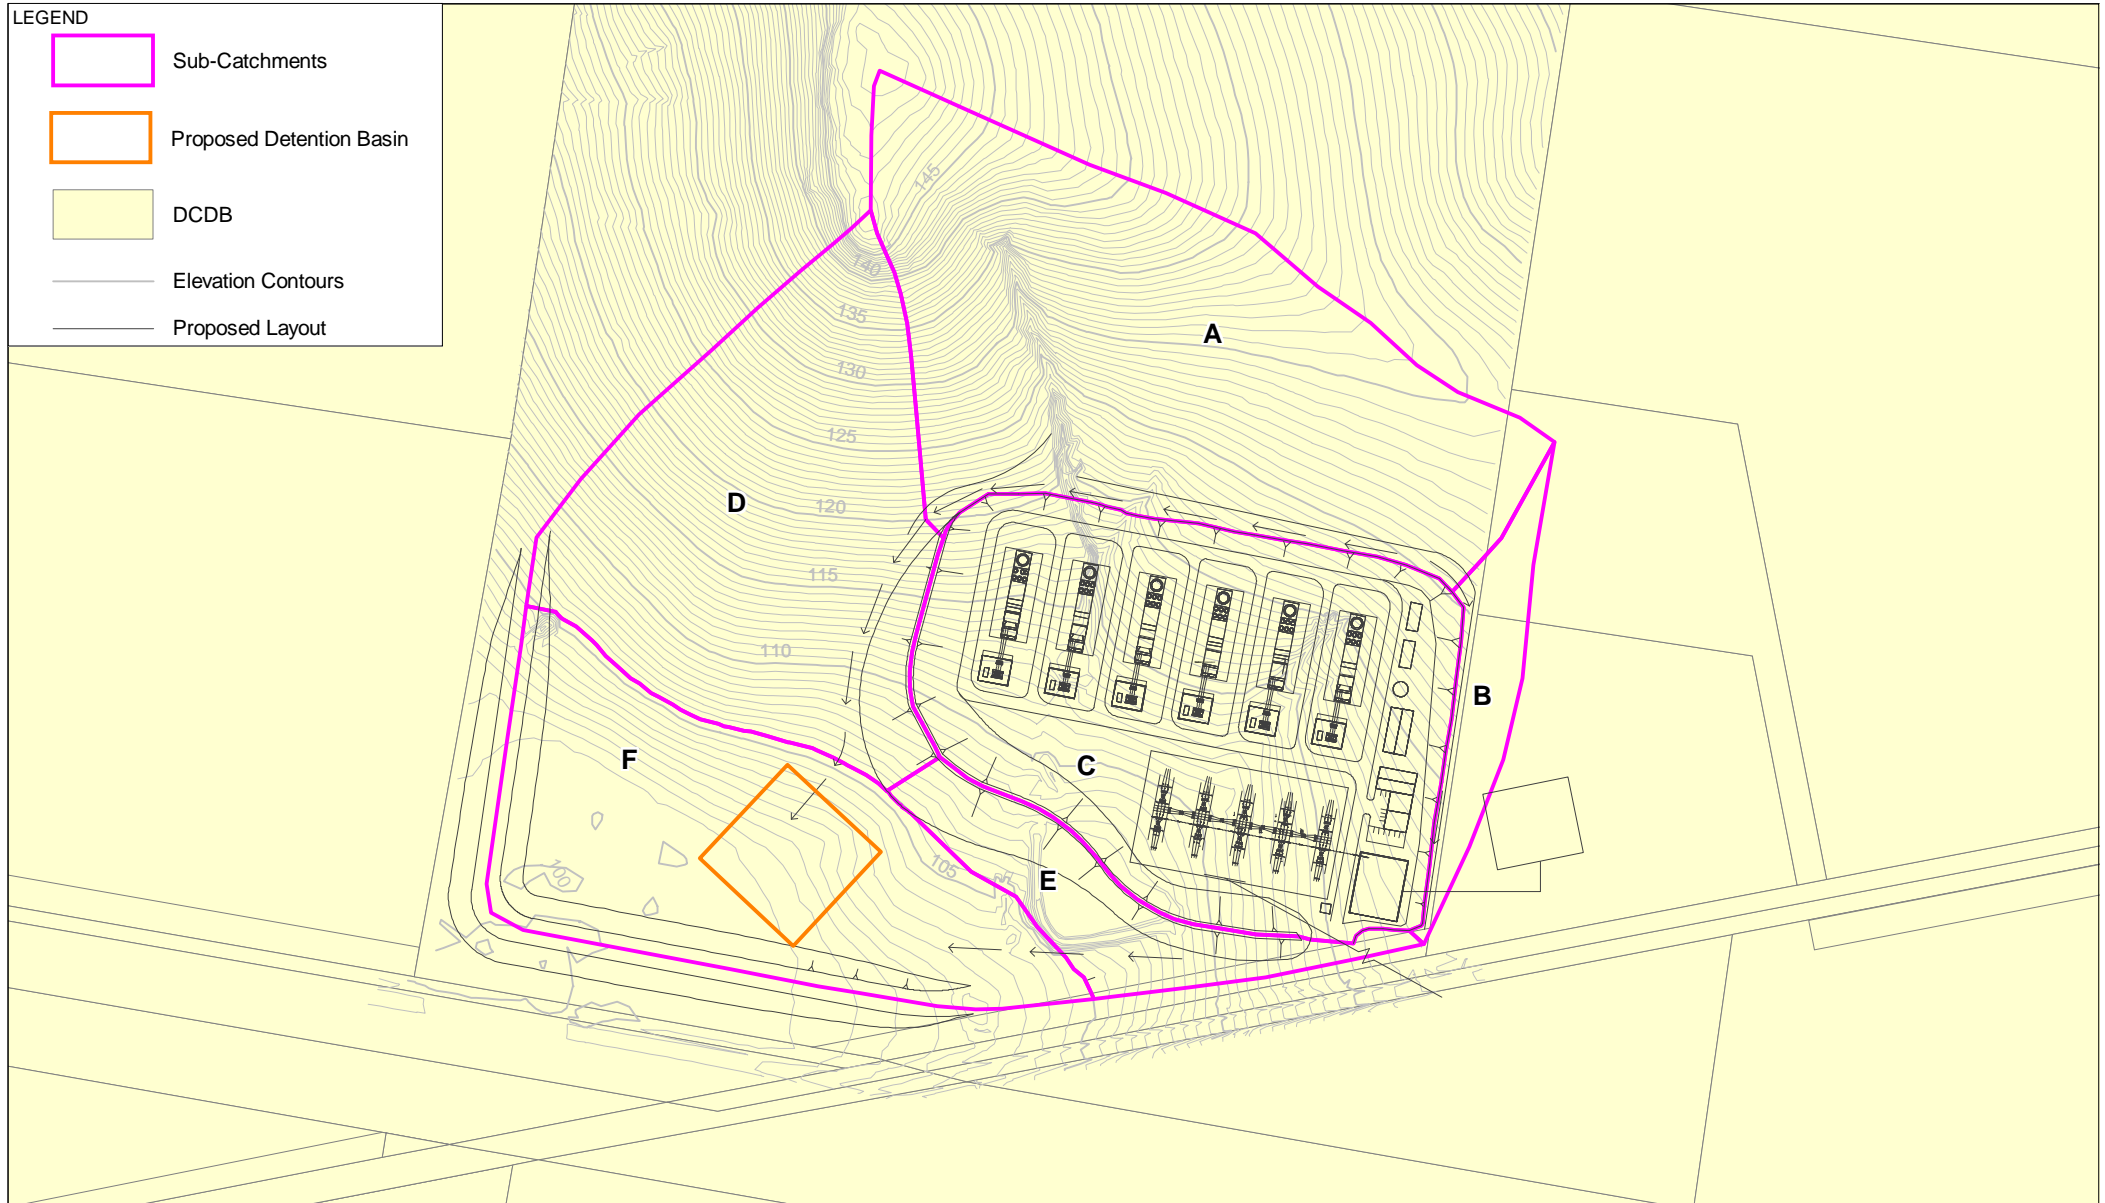 LEGEND
Sub-Catchments
Proposed Detention Basin
DCDB
Elevation Contours
Proposed Layout
145
140
135
A
130
125
D
120
115
110
B
F
C
105
100
E